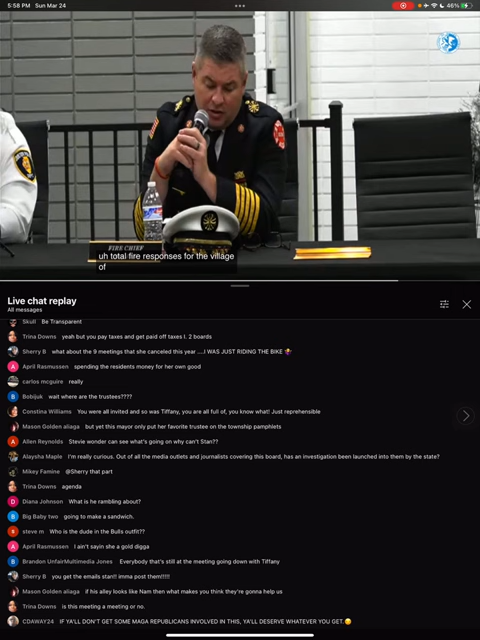 5:58 PM Sun Mar 24
46%
FIRE CHIEF
uh total fire responses for the village
of
Live chat replay
All messages
Skull Be Transparent
Trina Downs yeah but you pay taxes and get paid off taxes I. 2 boards
Sherry B what about the 9 meetings that she canceled this year ....I WAS JUST RIDING THE BIKE 🤷‍♀️
April Rasmussen spending the residents money for her own good
carlos mcguire really
Bobijuk wait where are the trustees????
Constina Williams You were all invited and so was Tiffany, you are all full of, you know what! Just reprehensible
Mason Golden aliaga but yet this mayor only put her favorite trustee on the township pamphlets
Allen Reynolds Stevie wonder can see what's going on why can't Stan??
Alaysha Maple I'm really curious. Out of all the media outlets and journalists covering this board, has an investigation been launched into them by the state?
Mikey Famine @Sherry that part
Trina Downs agenda
Diana Johnson What is he rambling about?
Big Baby two going to make a sandwich.
steve m Who is the dude in the Bulls outfit??
April Rasmussen I ain't sayin she a gold digga
Brandon UnfairMultimedia Jones Everybody that's still at the meeting going down with Tiffany
Sherry B you get the emails stan!! imma post them!!!!!!
Mason Golden aliaga if his alley looks like Nam then what makes you think they're gonna help us
Trina Downs is this meeting a meeting or no.
CDAWAY24 IF YA'LL DON'T GET SOME MAGA REPUBLICANS INVOLVED IN THIS, YA'LL DESERVE WHATEVER YOU GET.😏